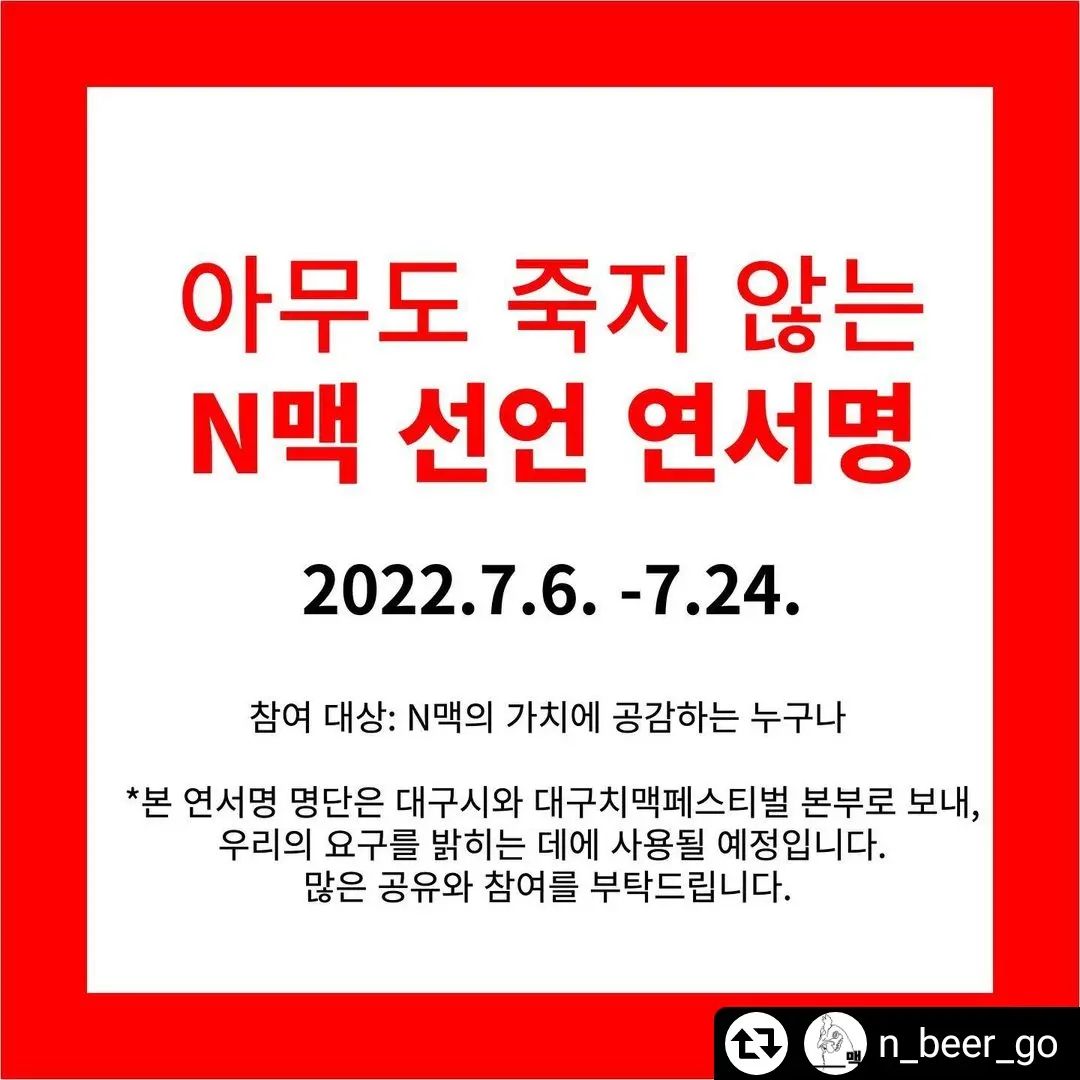 아무도 죽지 않는
N맥 선언 연서명
2022.7.6. -7.24.
참여 대상: N맥의 가치에 공감하는 누구나
*본 연서명 명단은 대구시와 대구치맥페스티벌 본부로 보내,
우리의 요구를 밝히는 데에 사용될 예정입니다.
많은 공유와 참여를 부탁드립니다.
맥
n_beer_go